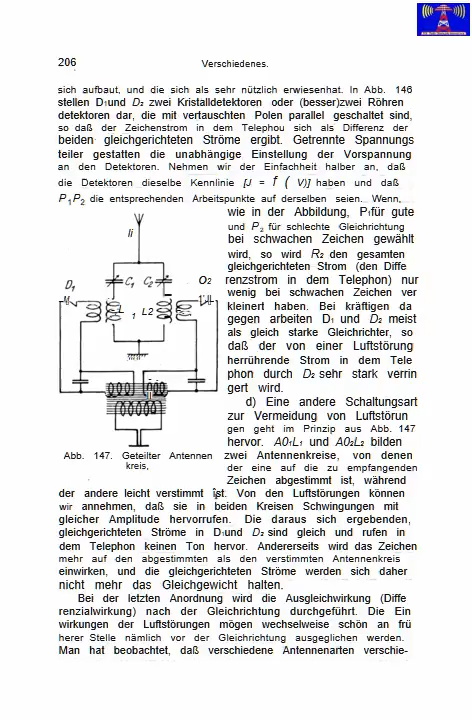 206
Verschiedenes.
sich aufbaut, und die sich als sehr nützlich erwiesenhat. In Abb. 146
stellen D₁und D₂ zwei Kristalldetektoren oder (besser)zwei Röhren
detektoren dar, die mit vertauschten Polen parallel geschaltet sind,
so daß der Zeichenstrom in dem Telephou sich als Differenz der
beiden gleichgerichteten Ströme ergibt. Getrennte Spannungs
teiler gestatten die unabhängige Einstellung der Vorspannung
an den Detektoren. Nehmen wir der Einfachheit halber an, daß
die Detektoren dieselbe Kennlinie [J = f ( V)] haben und daß
P₁P₂ die entsprechenden Arbeitspunkte auf derselben seien. Wenn,
wie in der Abbildung, P₁für gute
und P₂ für schlechte Gleichrichtung
bei schwachen Zeichen gewählt
wird, so wird R₂ den gesamten
gleichgerichteten Strom (den Diffe
renzstrom in dem Telephon) nur
wenig bei schwachen Zeichen ver
kleinert haben. Bei kräftigen da
gegen arbeiten D₁ und D₂ meist
als gleich starke Gleichrichter, so
daß der von einer Luftstörung
herrührende Strom in dem Tele
phon durch D₂ sehr stark verrin
gert wird.
d) Eine andere Schaltungsart
zur Vermeidung von Luftstörun
gen geht im Prinzip aus Abb. 147
hervor. AO₁L₁ und AO₂L₂ bilden
zwei Antennenkreise, von denen
der eine auf die zu empfangenden
Zeichen abgestimmt ist, während
li
D₁
C₁
C₂
O₂
L
1
L2
Abb. 147. Geteilter Antennen
kreis,
der andere leicht verstimmt ist. Von den Luftstörungen können
wir annehmen, daß sie in beiden Kreisen Schwingungen mit
gleicher Amplitude hervorrufen. Die daraus sich ergebenden,
gleichgerichteten Ströme in D₁und D₂ sind gleich und rufen in
dem Telephon keinen Ton hervor. Andererseits wird das Zeichen
mehr auf den abgestimmten als den verstimmten Antennenkreis
einwirken, und die gleichgerichteten Ströme werden sich daher
nicht mehr das Gleichgewicht halten.
Bei der letzten Anordnung wird die Ausgleichwirkung (Diffe
renzialwirkung) nach der Gleichrichtung durchgeführt. Die Ein
wirkungen der Luftstörungen mögen wechselweise schön an frü
herer Stelle nämlich vor der Gleichrichtung ausgeglichen werden.
Man hat beobachtet, daß verschiedene Antennenarten verschie-